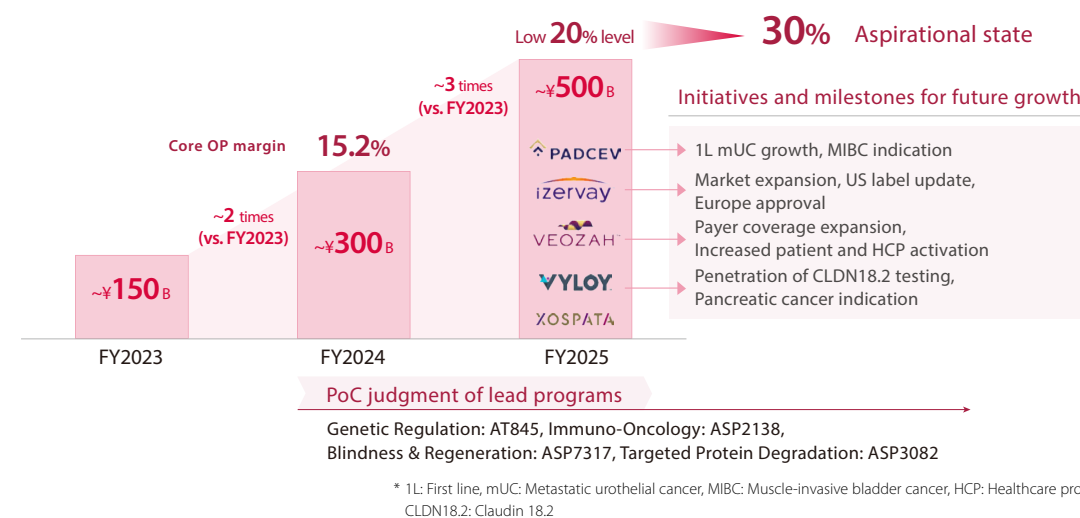 Low 20% level
30% Aspirational state
~3 times
(vs. FY2023)
~¥500 B
Initiatives and milestones for future growth
Core OP margin 15.2%
PADCEV
1L mUC growth, MIBC indication
izervay
Market expansion, US label update,
Europe approval
~2 times
(vs. FY2023)
~¥300 B
VEOZAH™
Payer coverage expansion,
Increased patient and HCP activation
~¥150 B
VYLOY
Penetration of CLDN18.2 testing,
Pancreatic cancer indication
XOSPATA
FY2023
FY2024
FY2025
PoC judgment of lead programs
Genetic Regulation: AT845, Immuno-Oncology: ASP2138,
Blindness & Regeneration: ASP7317, Targeted Protein Degradation: ASP3082
* 1L: First line, mUC: Metastatic urothelial cancer, MIBC: Muscle-invasive bladder cancer, HCP: Healthcare pro
CLDN18.2: Claudin 18.2